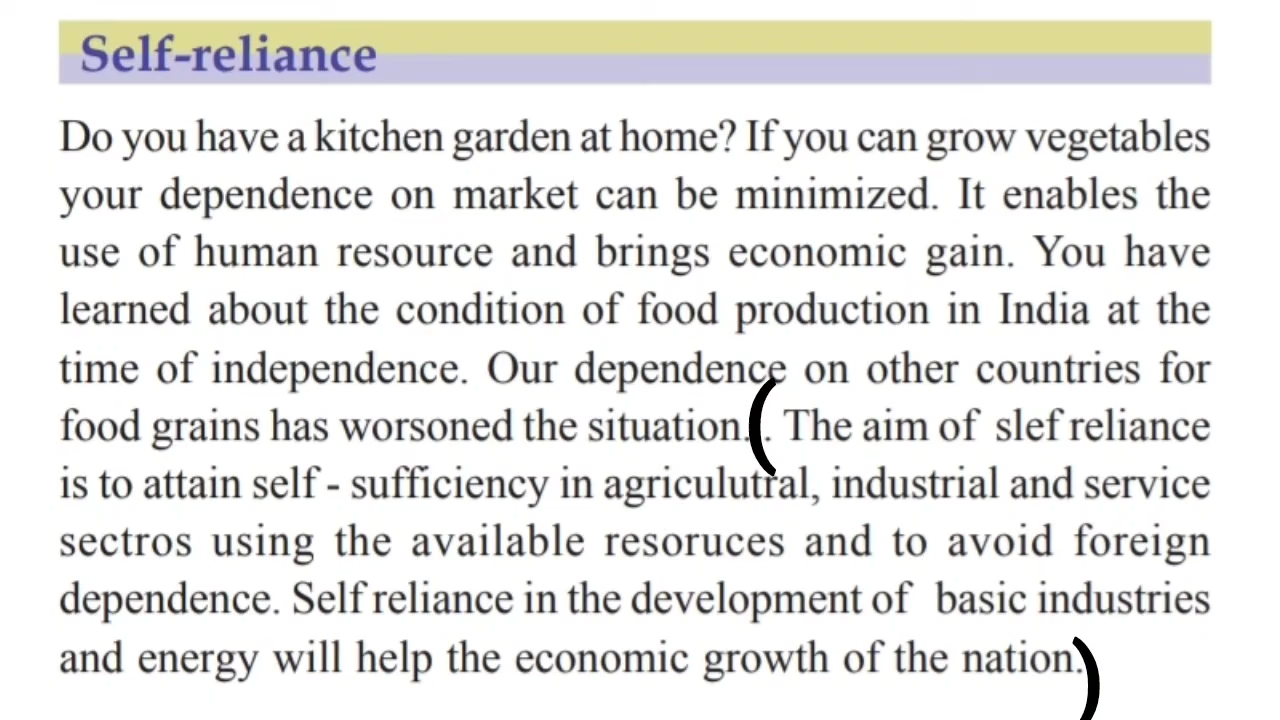 Self-reliance
Do you have a kitchen garden at home? If you can grow vegetables
your dependence on market can be minimized. It enables the
use of human resource and brings economic gain. You have
learned about the condition of food production in India at the
time of independence. Our dependence on other countries for
food grains has worsoned the situation.(. The aim of slef reliance
is to attain self - sufficiency in agriculutral, industrial and service
sectros using the available resoruces and to avoid foreign
dependence. Self reliance in the development of basic industries
and energy will help the economic growth of the nation.)